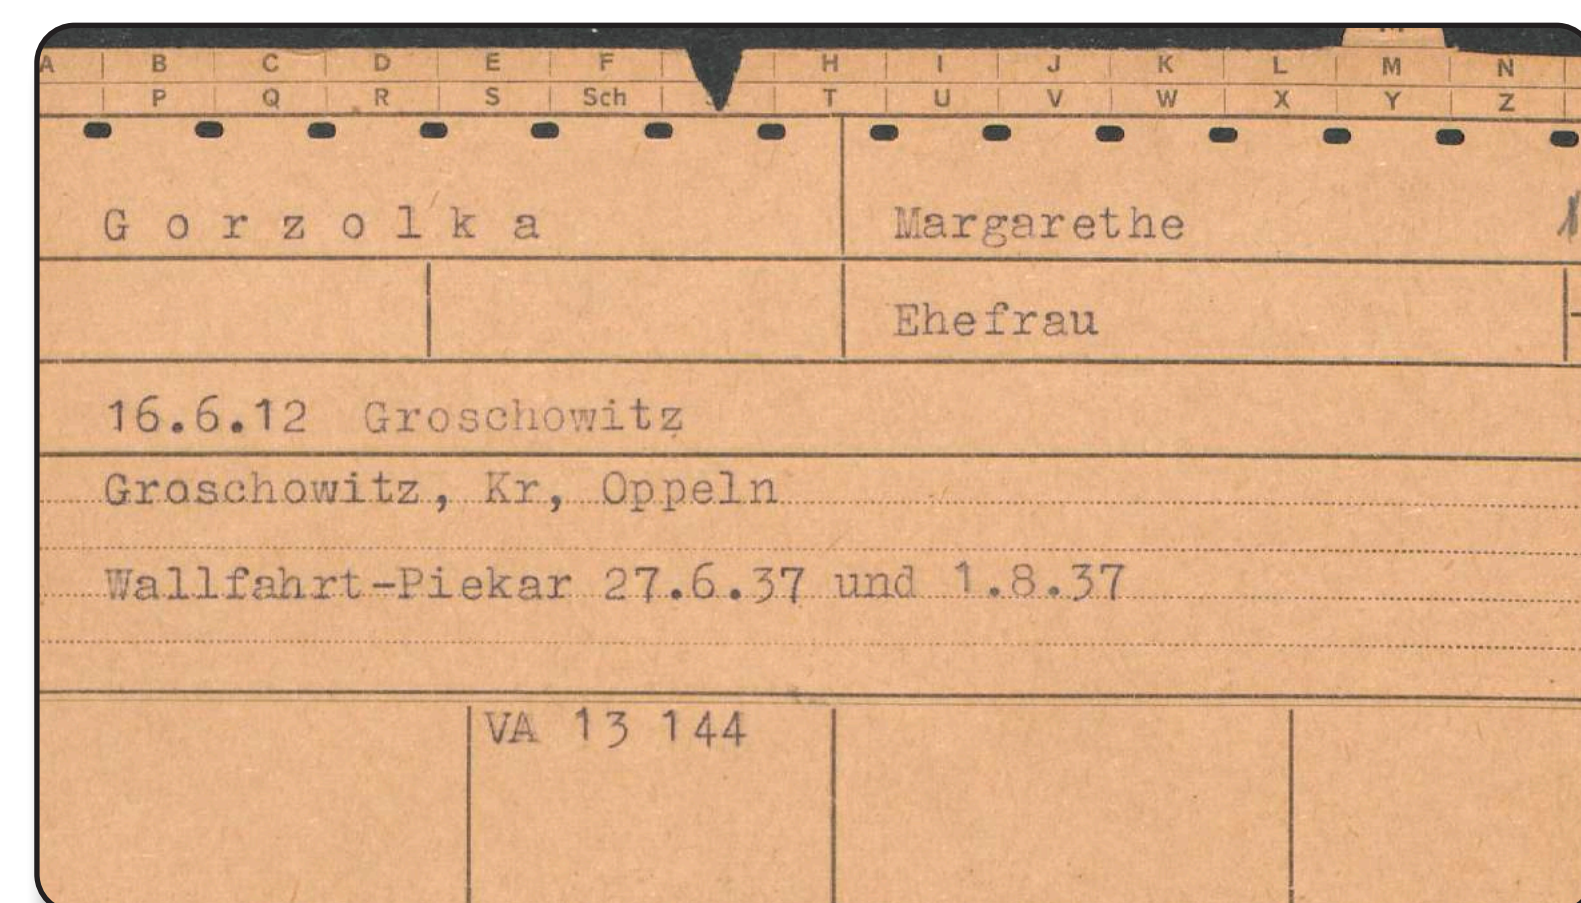 A B C D E F H I J K L M N
P Q R S Sch T U V W X Y Z
G o r z o l k a Margarethe
Ehefrau
16.6.12 Groschowitz
Groschowitz, Kr, Oppeln
Wallfahrt-Piekar 27.6.37 und 1.8.37
VA 13 144